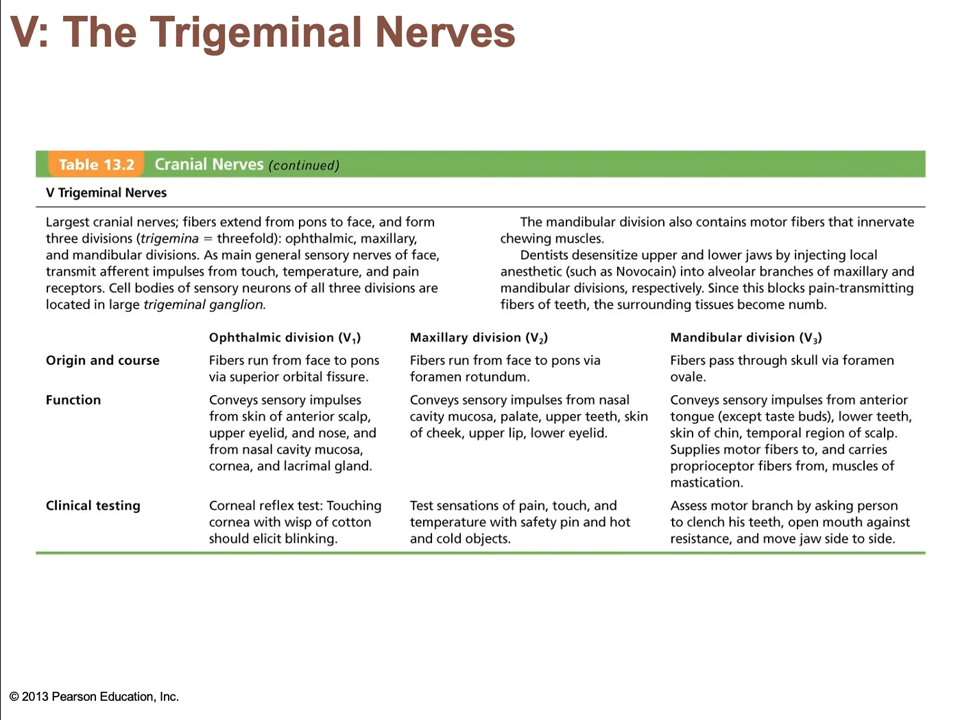 V: The Trigeminal Nerves
Table 13.2 Cranial Nerves (continued)
V Trigeminal Nerves
Largest cranial nerves; fibers extend from pons to face, and form
three divisions (trigemina = threefold): ophthalmic, maxillary,
and mandibular divisions. As main general sensory nerves of face,
transmit afferent impulses from touch, temperature, and pain
receptors. Cell bodies of sensory neurons of all three divisions are
located in large trigeminal ganglion.
The mandibular division also contains motor fibers that innervate
chewing muscles.
Dentists desensitize upper and lower jaws by injecting local
anesthetic (such as Novocain) into alveolar branches of maxillary and
mandibular divisions, respectively. Since this blocks pain-transmitting
fibers of teeth, the surrounding tissues become numb.
Ophthalmic division (V₁)
Maxillary division (V₂)
Mandibular division (V₃)
Origin and course
Fibers run from face to pons
via superior orbital fissure.
Fibers run from face to pons via
foramen rotundum.
Fibers pass through skull via foramen
ovale.
Function
Conveys sensory impulses
from skin of anterior scalp,
upper eyelid, and nose, and
from nasal cavity mucosa,
cornea, and lacrimal gland.
Conveys sensory impulses from nasal
cavity mucosa, palate, upper teeth, skin
of cheek, upper lip, lower eyelid.
Conveys sensory impulses from anterior
tongue (except taste buds), lower teeth,
skin of chin, temporal region of scalp.
Supplies motor fibers to, and carries
proprioceptor fibers from, muscles of
mastication.
Clinical testing
Corneal reflex test: Touching
cornea with wisp of cotton
should elicit blinking.
Test sensations of pain, touch, and
temperature with safety pin and hot
and cold objects.
Assess motor branch by asking person
to clench his teeth, open mouth against
resistance, and move jaw side to side.
© 2013 Pearson Education, Inc.